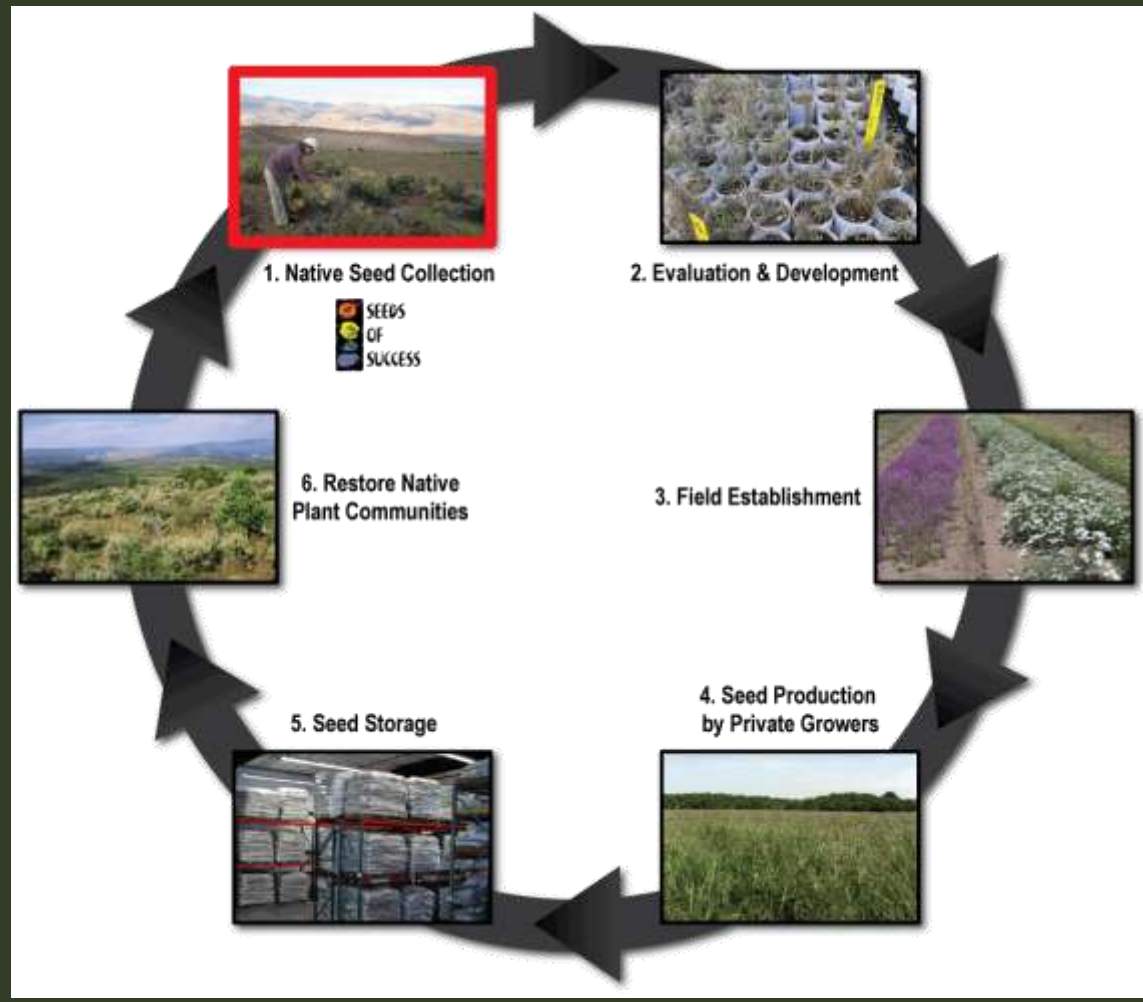 1. Native Seed Collection
SEEDS
OF
SUCCESS
2. Evaluation & Development
3. Field Establishment
4. Seed Production
by Private Growers
5. Seed Storage
6. Restore Native
Plant Communities